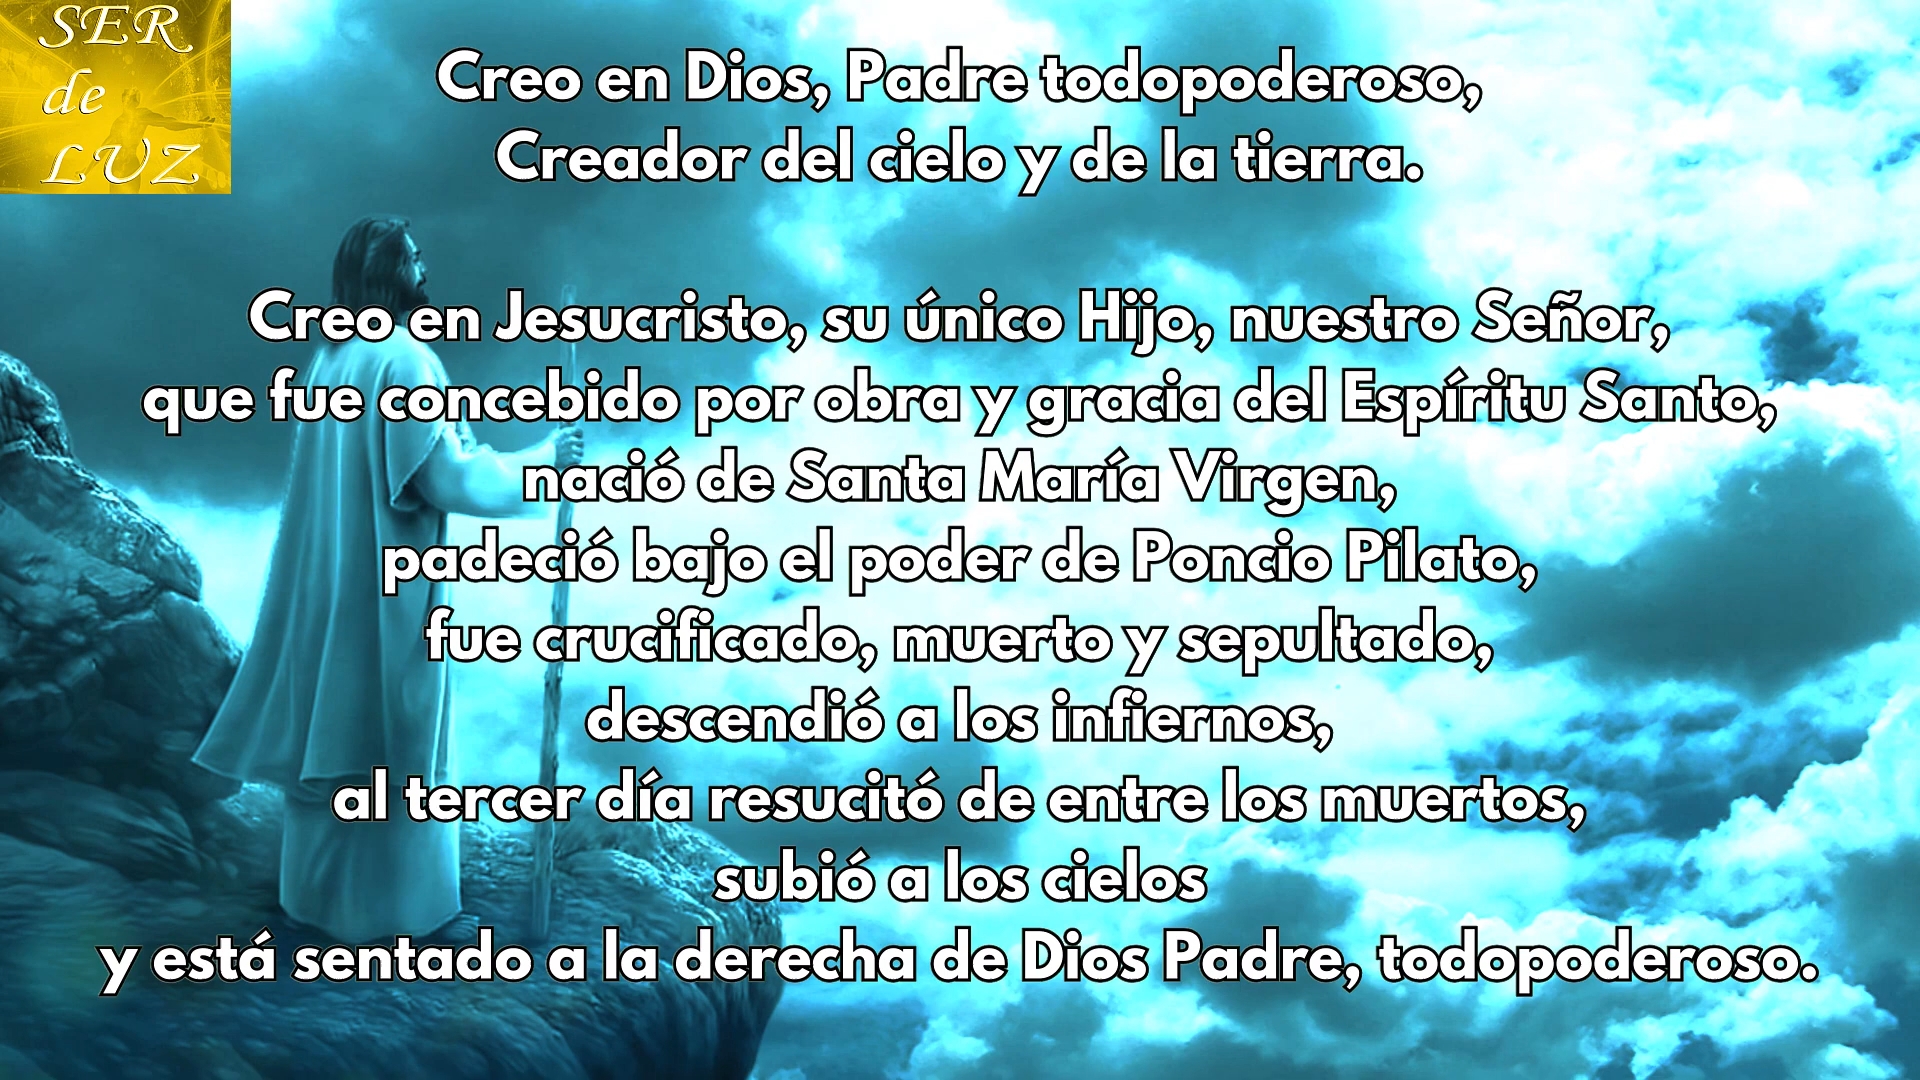 SER
de
LUZ
Creo en Dios, Padre todopoderoso,
Creador del cielo y de la tierra.
Creo en Jesucristo, su único Hijo, nuestro Señor,
que fue concebido por obra y gracia del Espíritu Santo,
nació de Santa María Virgen,
padeció bajo el poder de Poncio Pilato,
fue crucificado, muerto y sepultado,
descendió a los infiernos,
al tercer día resucitó de entre los muertos,
subió a los cielos
y está sentado a la derecha de Dios Padre, todopoderoso.